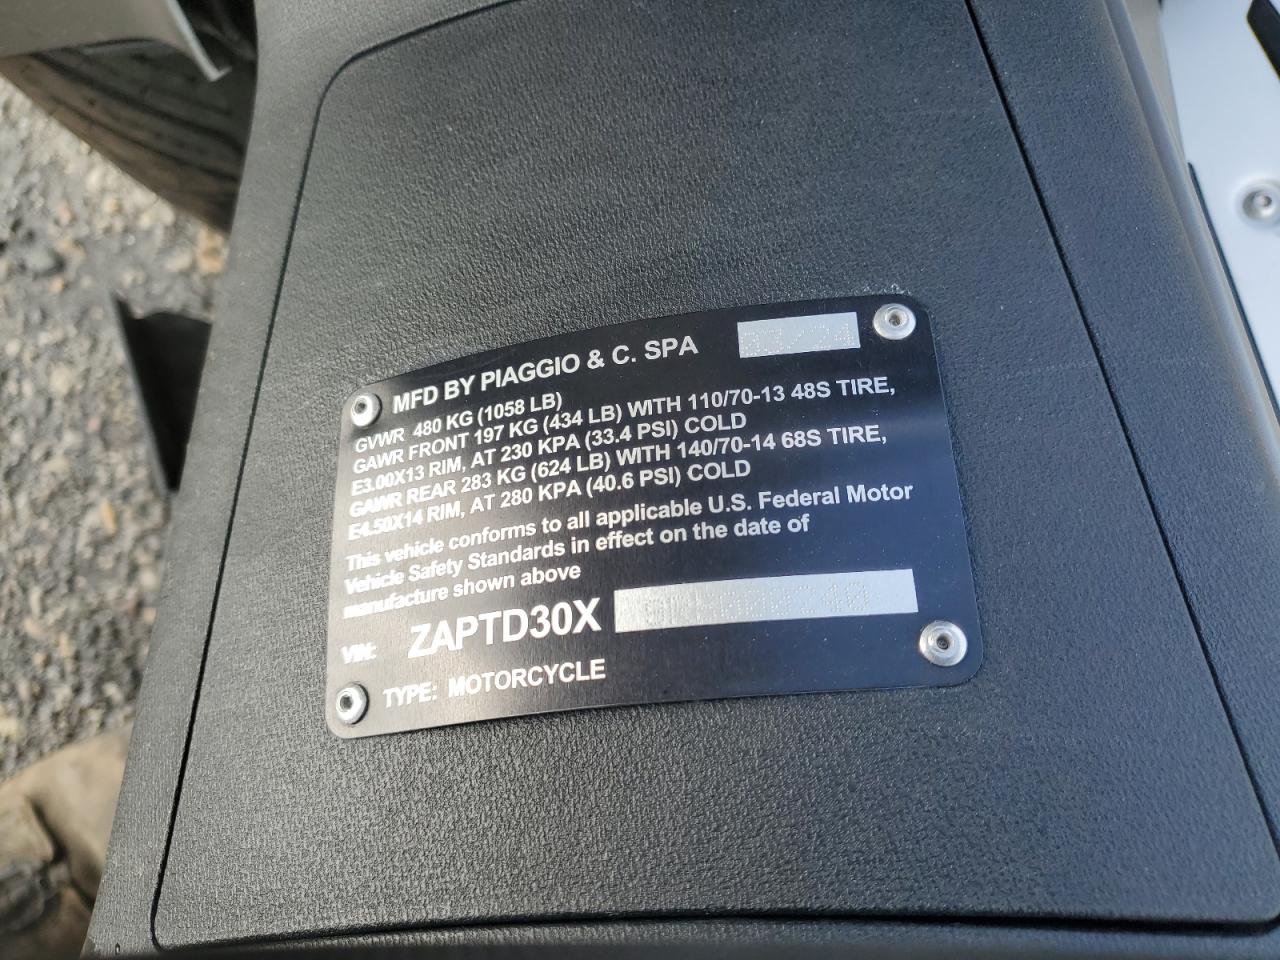 MFD BY PIAGGIO & C. SPA 03/24
GVWR 480 KG (1058 LB)
GAWR FRONT 197 KG (434 LB) WITH 110/70-13 48S TIRE,
E3.00X13 RIM, AT 230 KPA (33.4 PSI) COLD
GAWR REAR 283 KG (624 LB) WITH 140/70-14 68S TIRE,
E4.50X14 RIM, AT 280 KPA (40.6 PSI) COLD
This vehicle conforms to all applicable U.S. Federal Motor
Vehicle Safety Standards in effect on the date of
manufacture shown above
VIN: ZAPTD30X
TYPE: MOTORCYCLE